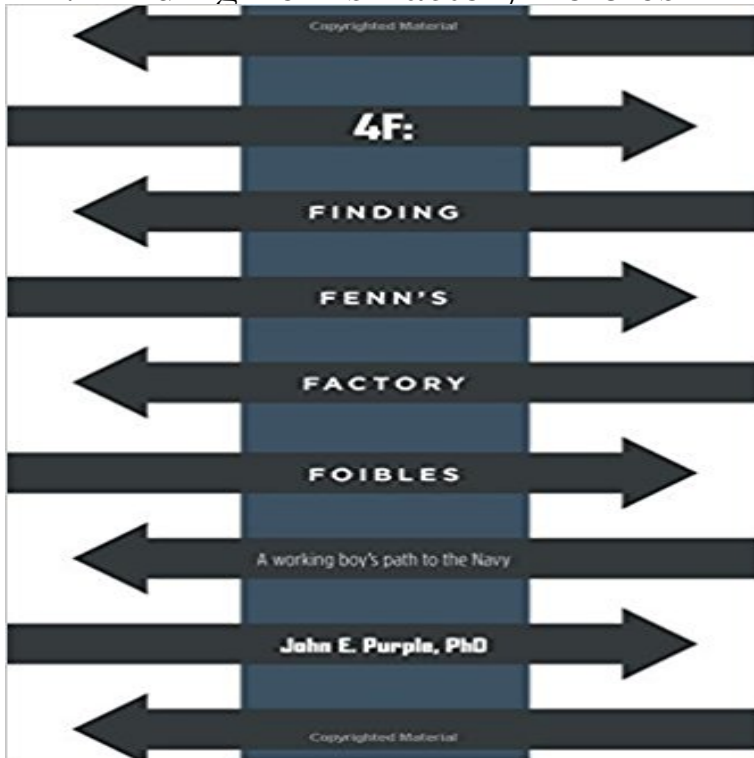 Copyrighted Material
4F:
FINDING
FENN'S
FACTORY
FOIBLES
A working boy's path to the Navy
John E. Purple, PhD
Copyrighted Material